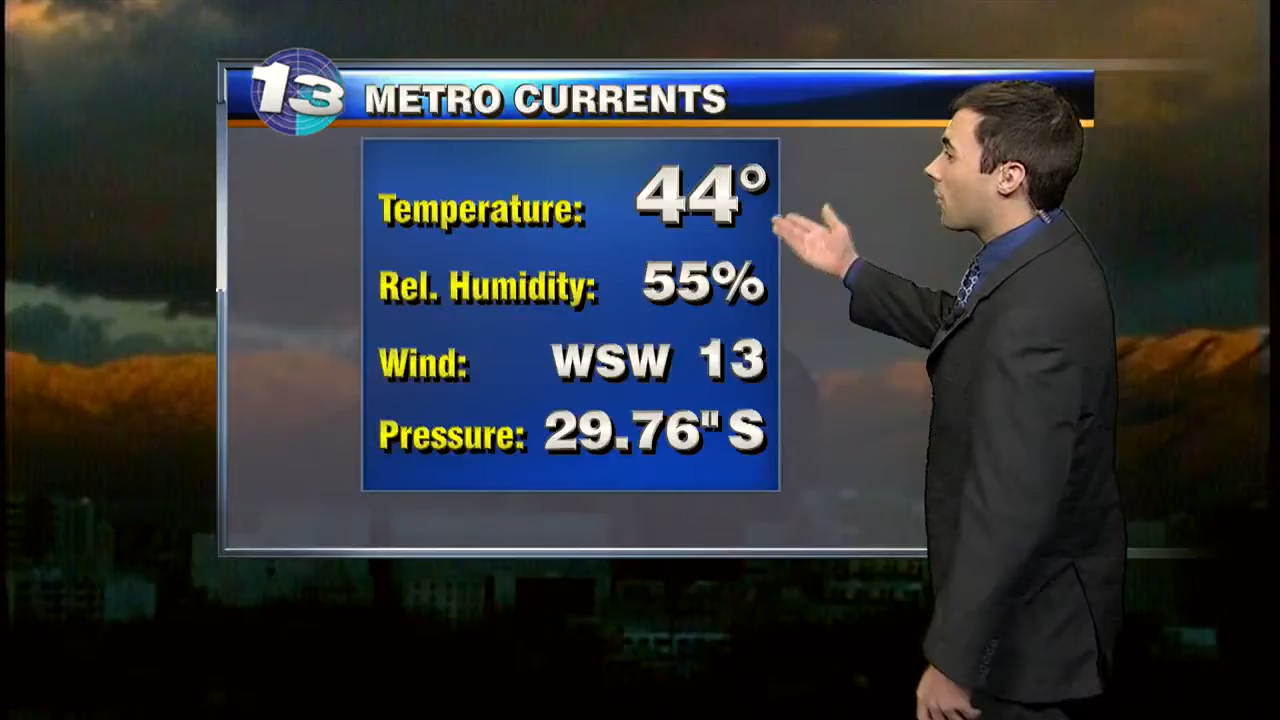 13 METRO CURRENTS
Temperature: 44°
Rel. Humidity: 55%
Wind: WSW 13
Pressure: 29.76" S